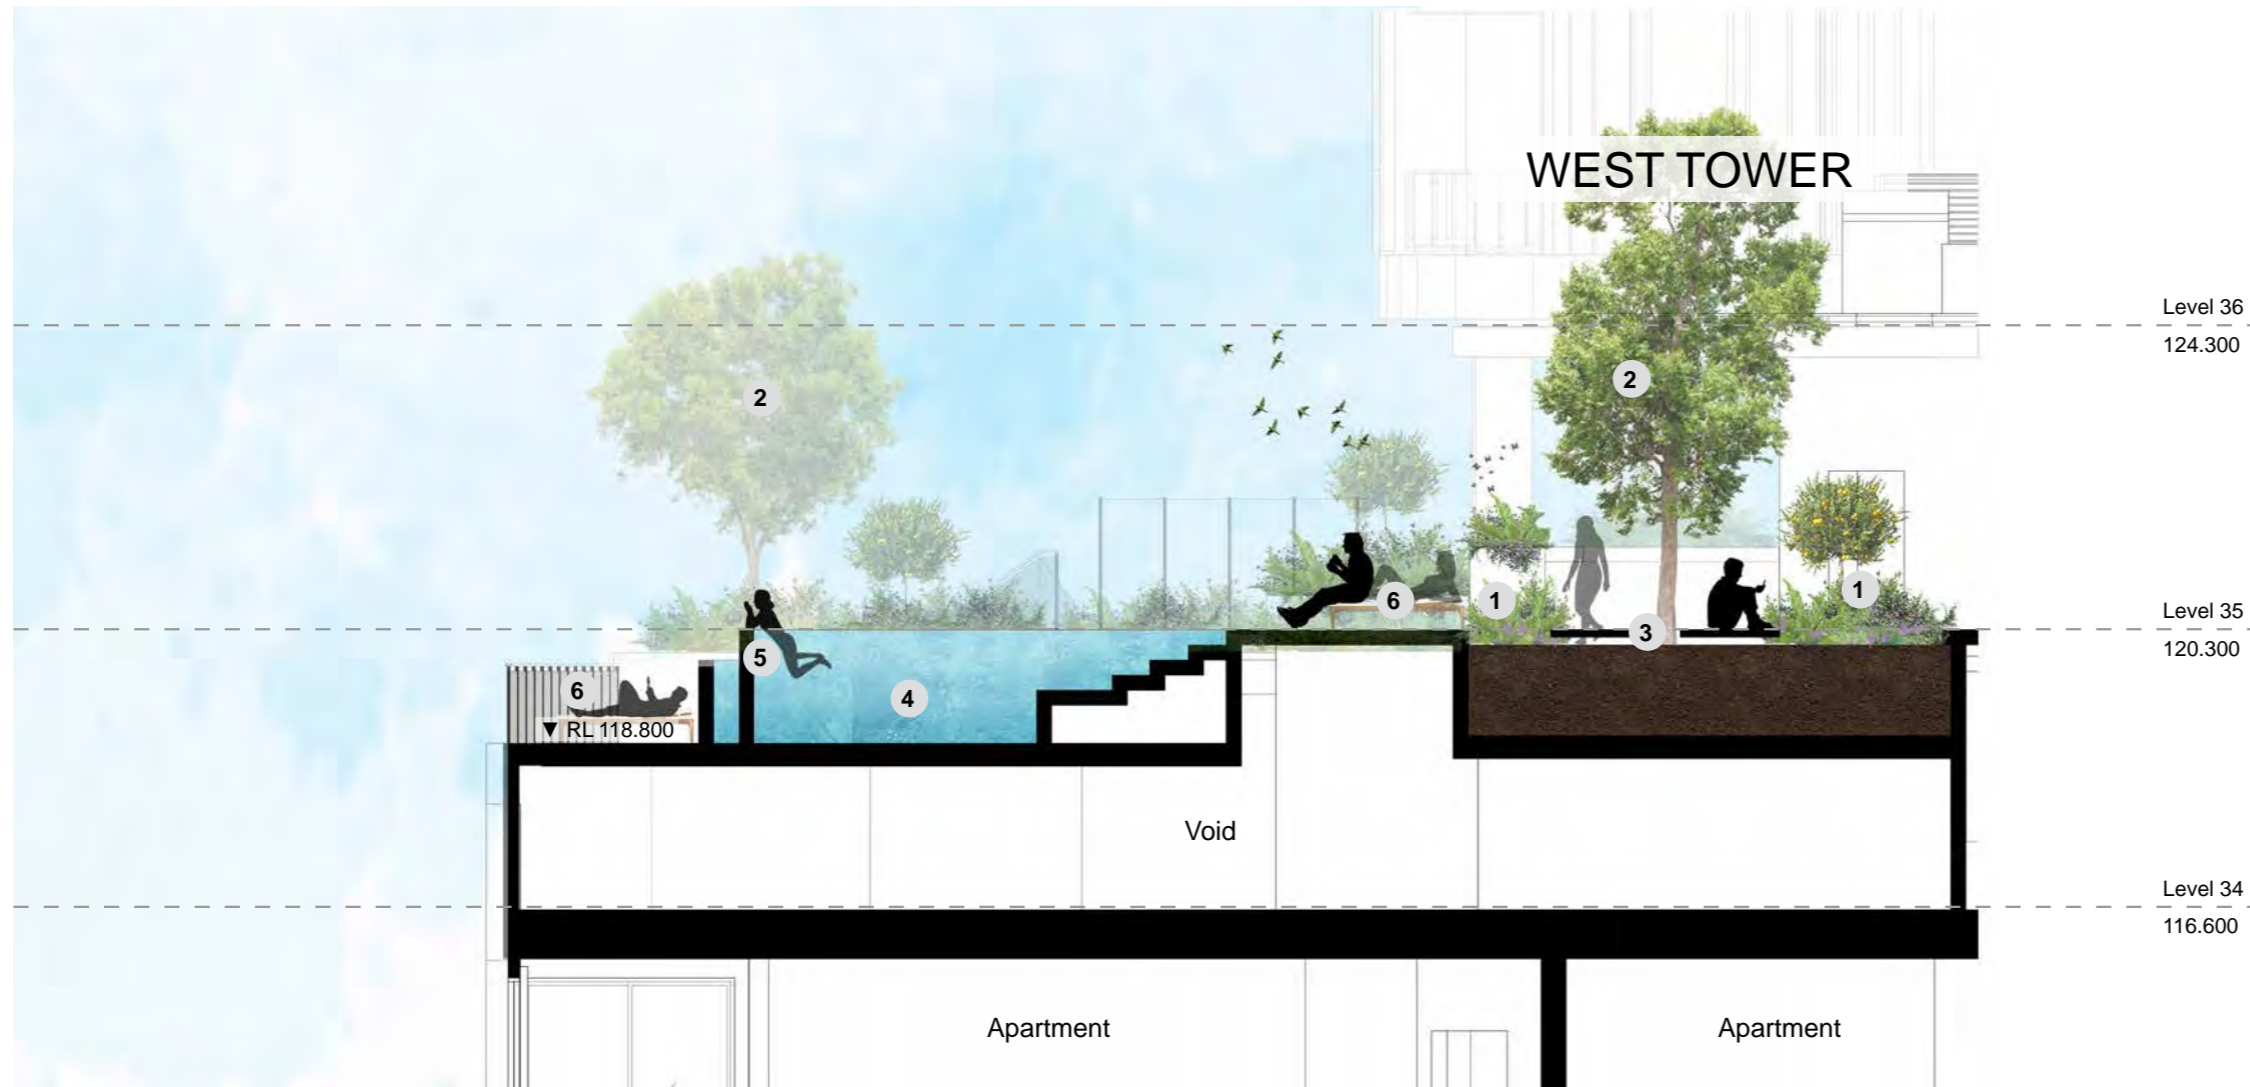 WEST TOWER
Level 36
124.300
2
2
1
1
6
Level 35
3
120.300
5
6
4
▼ RL 118.800
Void
Level 34
116.600
Apartment
Apartment